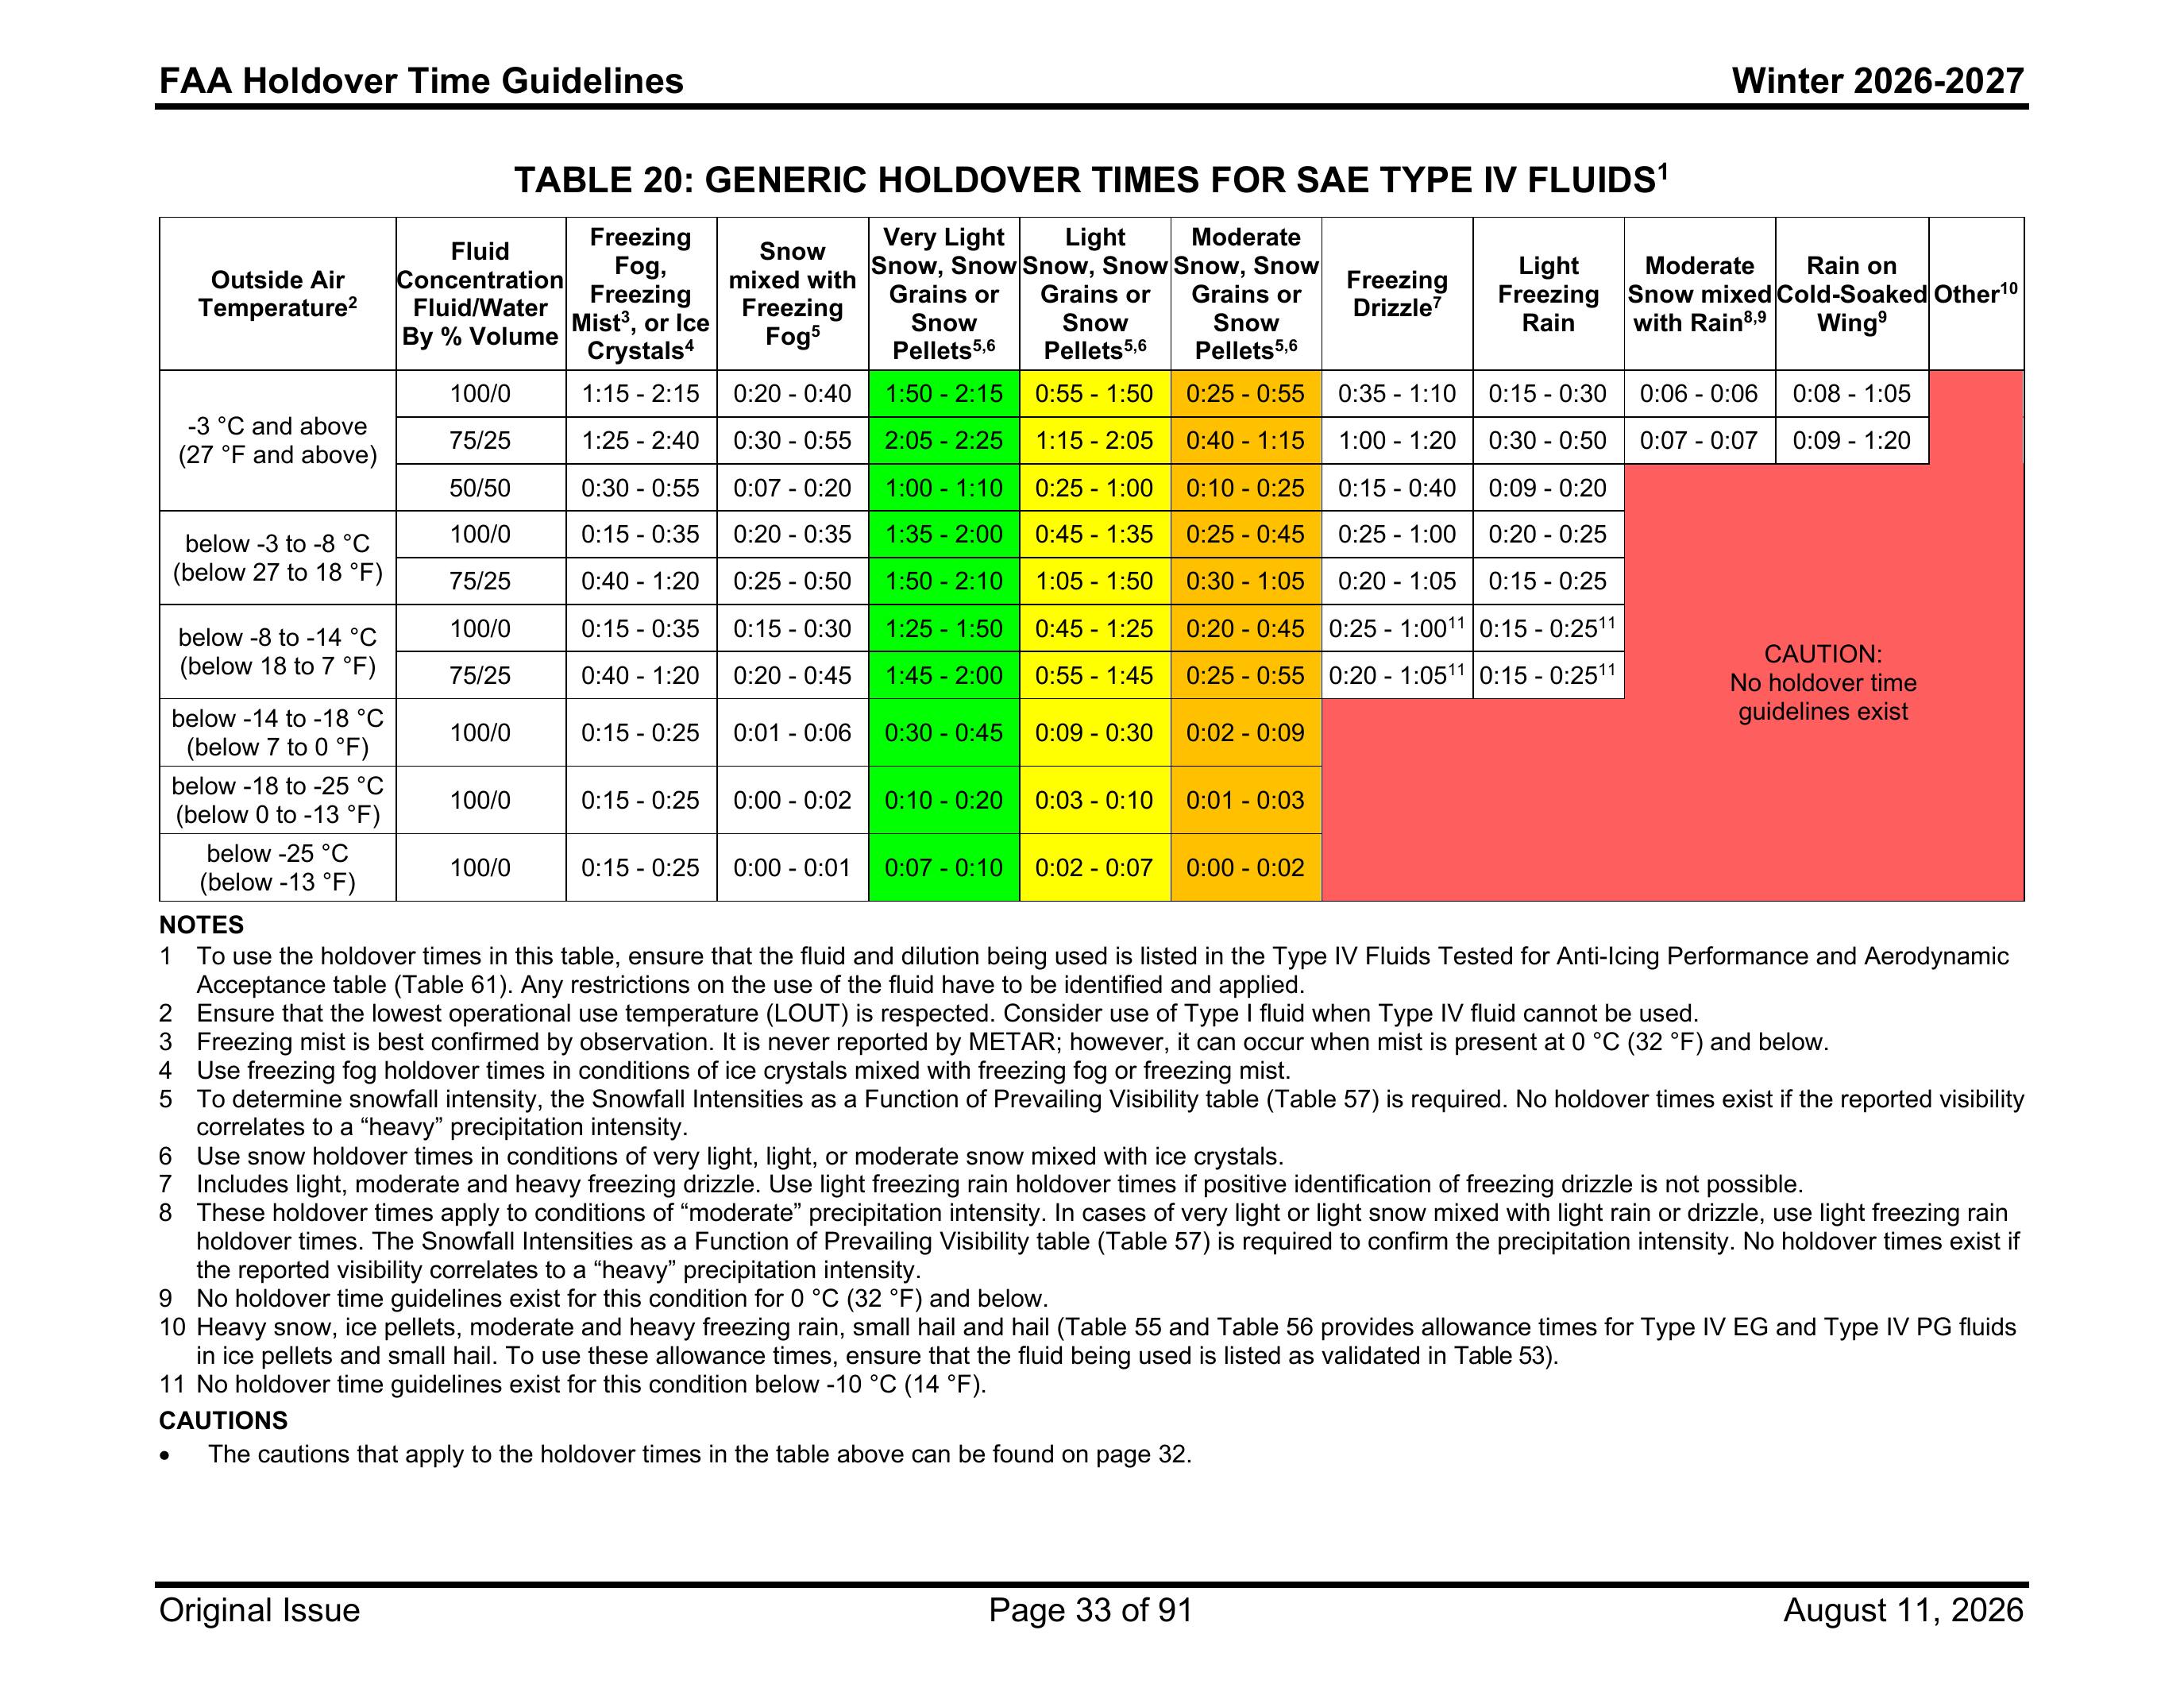 FAA Holdover Time Guidelines Winter 2026-2027
TABLE 20: GENERIC HOLDOVER TIMES FOR SAE TYPE IV FLUIDS1
Outside Air
Temperature2
Fluid
Concentration
Fluid/Water
By % Volume
Freezing
Fog,
Freezing
Mist3, or Ice
Crystals4
Snow
mixed with
Freezing
Fog5
Very Light
Snow, Snow
Grains or
Snow
Pellets5,6
Light
Snow, Snow
Grains or
Snow
Pellets5,6
Moderate
Snow, Snow
Grains or
Snow
Pellets5,6
Freezing
Drizzle7
Light
Freezing
Rain
Moderate
Snow mixed
with Rain8,9
Rain on
Cold-Soaked
Wing9
Other10
-3 °C and above
(27 °F and above)
100/0 1:15 - 2:15 0:20 - 0:40 1:50 - 2:15 0:55 - 1:50 0:25 - 0:55 0:35 - 1:10 0:15 - 0:30 0:06 - 0:06 0:08 - 1:05
75/25 1:25 - 2:40 0:30 - 0:55 2:05 - 2:25 1:15 - 2:05 0:40 - 1:15 1:00 - 1:20 0:30 - 0:50 0:07 - 0:07 0:09 - 1:20
50/50 0:30 - 0:55 0:07 - 0:20 1:00 - 1:10 0:25 - 1:00 0:10 - 0:25 0:15 - 0:40 0:09 - 0:20
below -3 to -8 °C
(below 27 to 18 °F)
100/0 0:15 - 0:35 0:20 - 0:35 1:35 - 2:00 0:45 - 1:35 0:25 - 0:45 0:25 - 1:00 0:20 - 0:25
75/25 0:40 - 1:20 0:25 - 0:50 1:50 - 2:10 1:05 - 1:50 0:30 - 1:05 0:20 - 1:05 0:15 - 0:25
below -8 to -14 °C
(below 18 to 7 °F)
100/0 0:15 - 0:35 0:15 - 0:30 1:25 - 1:50 0:45 - 1:25 0:20 - 0:45 0:25 - 1:0011 0:15 - 0:2511
75/25 0:40 - 1:20 0:20 - 0:45 1:45 - 2:00 0:55 - 1:45 0:25 - 0:55 0:20 - 1:0511 0:15 - 0:2511
CAUTION:
No holdover time
guidelines exist
below -14 to -18 °C
(below 7 to 0 °F)
100/0 0:15 - 0:25 0:01 - 0:06 0:30 - 0:45 0:09 - 0:30 0:02 - 0:09
below -18 to -25 °C
(below 0 to -13 °F)
100/0 0:15 - 0:25 0:00 - 0:02 0:10 - 0:20 0:03 - 0:10 0:01 - 0:03
below -25 °C
(below -13 °F)
100/0 0:15 - 0:25 0:00 - 0:01 0:07 - 0:10 0:02 - 0:07 0:00 - 0:02
NOTES
1 To use the holdover times in this table, ensure that the fluid and dilution being used is listed in the Type IV Fluids Tested for Anti-Icing Performance and Aerodynamic
Acceptance table (Table 61). Any restrictions on the use of the fluid have to be identified and applied.
2 Ensure that the lowest operational use temperature (LOUT) is respected. Consider use of Type I fluid when Type IV fluid cannot be used.
3 Freezing mist is best confirmed by observation. It is never reported by METAR; however, it can occur when mist is present at 0 °C (32 °F) and below.
4 Use freezing fog holdover times in conditions of ice crystals mixed with freezing fog or freezing mist.
5 To determine snowfall intensity, the Snowfall Intensities as a Function of Prevailing Visibility table (Table 57) is required. No holdover times exist if the reported visibility
correlates to a “heavy” precipitation intensity.
6 Use snow holdover times in conditions of very light, light, or moderate snow mixed with ice crystals.
7 Includes light, moderate and heavy freezing drizzle. Use light freezing rain holdover times if positive identification of freezing drizzle is not possible.
8 These holdover times apply to conditions of “moderate” precipitation intensity. In cases of very light or light snow mixed with light rain or drizzle, use light freezing rain
holdover times. The Snowfall Intensities as a Function of Prevailing Visibility table (Table 57) is required to confirm the precipitation intensity. No holdover times exist if
the reported visibility correlates to a “heavy” precipitation intensity.
9 No holdover time guidelines exist for this condition for 0 °C (32 °F) and below.
10 Heavy snow, ice pellets, moderate and heavy freezing rain, small hail and hail (Table 55 and Table 56 provides allowance times for Type IV EG and Type IV PG fluids
in ice pellets and small hail. To use these allowance times, ensure that the fluid being used is listed as validated in Table 53).
11 No holdover time guidelines exist for this condition below -10 °C (14 °F).
CAUTIONS
• The cautions that apply to the holdover times in the table above can be found on page 32.
Original Issue Page 33 of 91 August 11, 2026